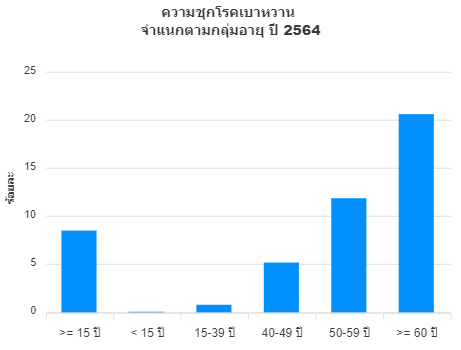 ความชุกโรคเบาหวาน
จำแนกตามกลุ่มอายุ ปี 2564
25
20
15
10
5
0
ร้อยละ
>= 15 ปี
< 15 ปี
15-39 ปี
40-49 ปี
50-59 ปี
>= 60 ปี